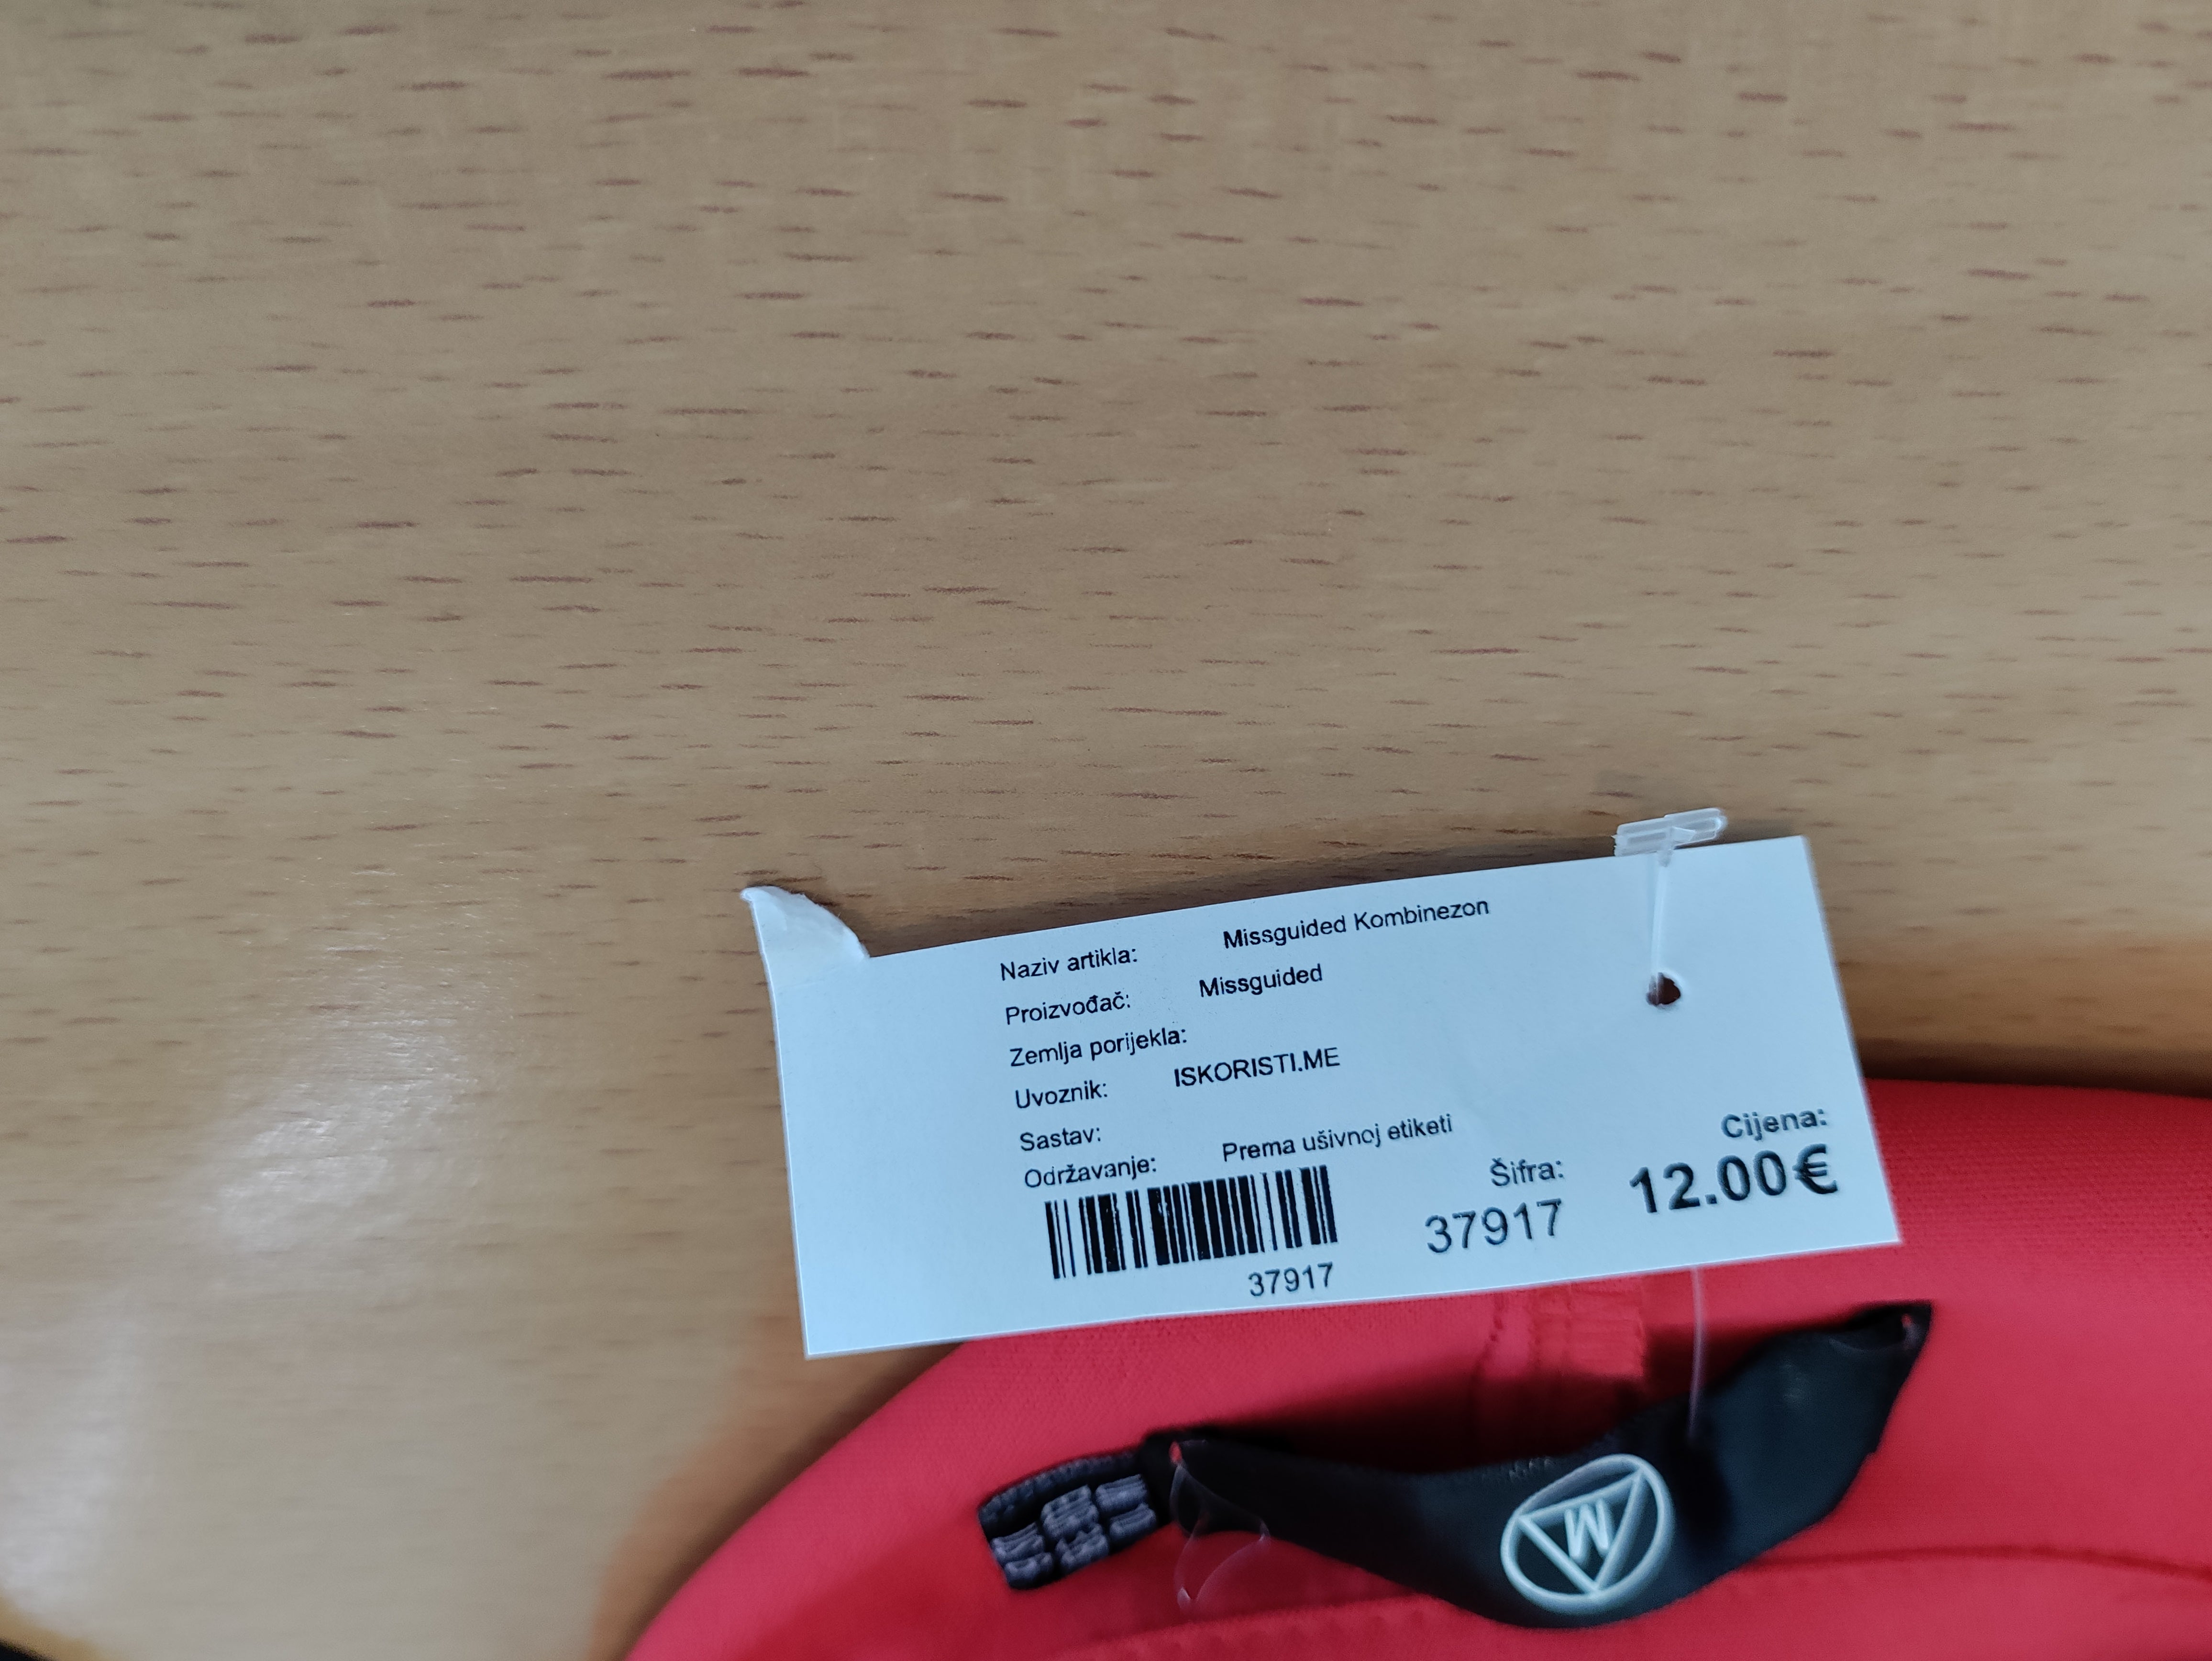 Naziv artikla: Missguided Kombinezon
Proizvođač: Missguided
Zemlja porijekla:
Uvoznik: ISKORISTI.ME
Sastav:
Održavanje: Prema ušivnoj etiketi
37917
Šifra:
37917
Cijena:
12.00€
M